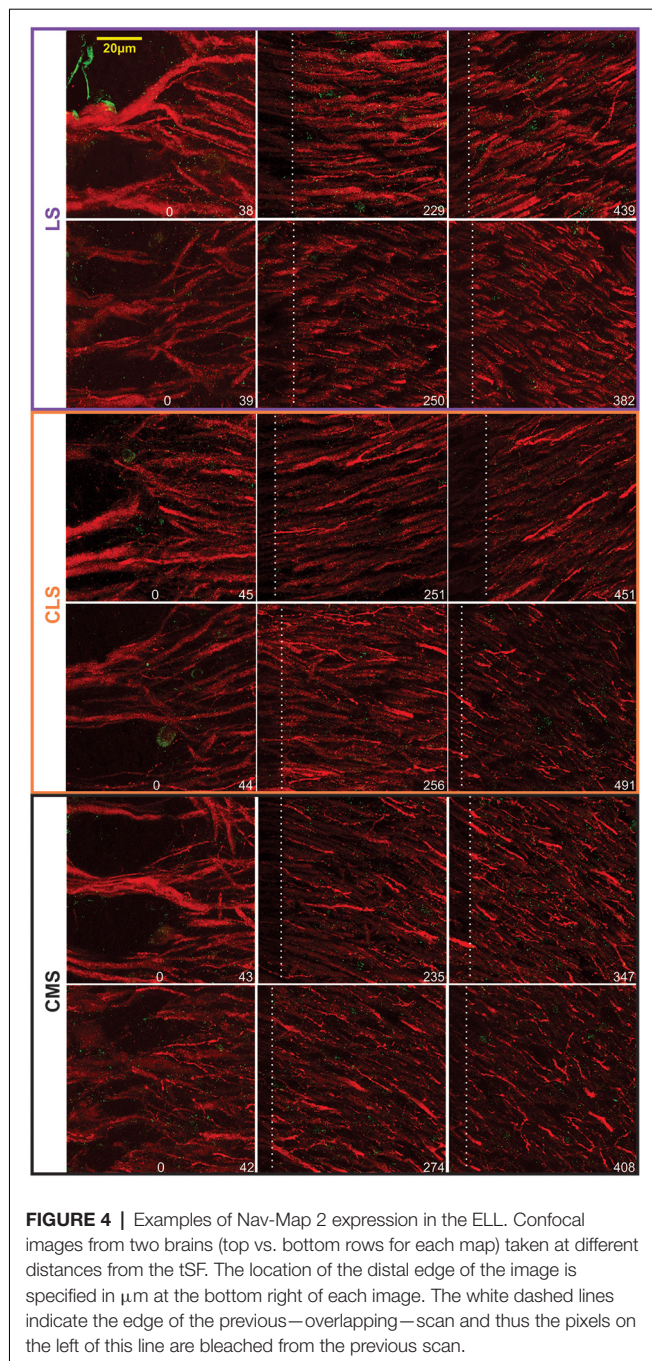 20µm
LS
0 38
229
439
0 39
250
382
CLS
0 45
251
451
0 44
256
491
CMS
0 43
235
347
0 42
274
408
FIGURE 4 | Examples of Nav-Map 2 expression in the ELL. Confocal
images from two brains (top vs. bottom rows for each map) taken at different
distances from the tSF. The location of the distal edge of the image is
specified in µm at the bottom right of each image. The white dashed lines
indicate the edge of the previous—overlapping—scan and thus the pixels on
the left of this line are bleached from the previous scan.